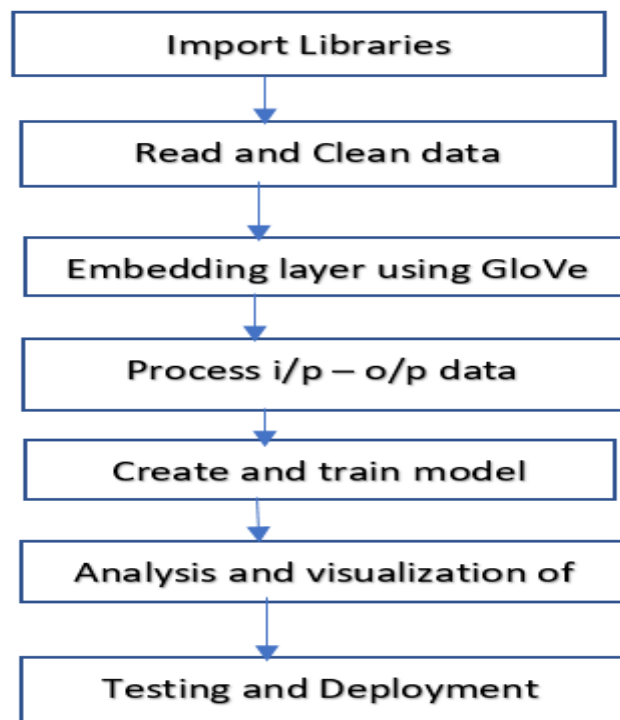 Import Libraries
Read and Clean data
Embedding layer using GloVe
Process i/p – o/p data
Create and train model
Analysis and visualization of
Testing and Deployment